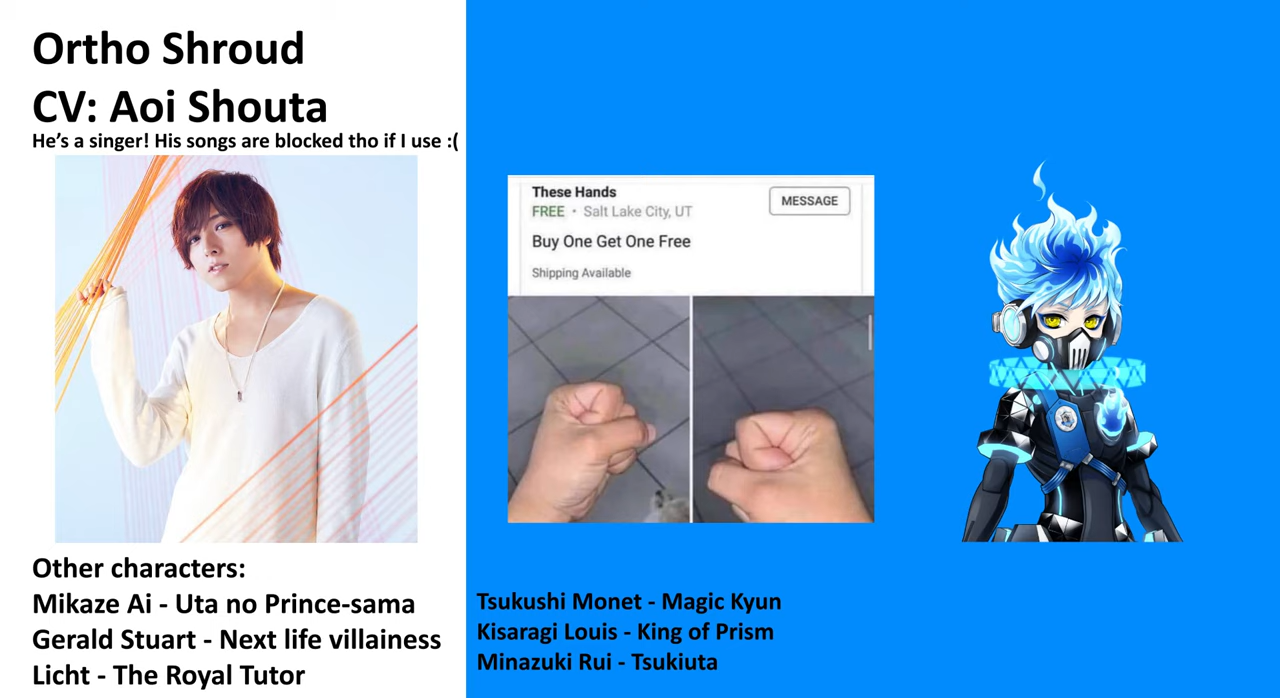 Ortho Shroud
CV: Aoi Shouta
He's a singer! His songs are blocked tho if I use :(
These Hands
MESSAGE
FREE · Salt Lake City, UT
Buy One Get One Free
Shipping Available
Other characters:
Mikaze Ai - Uta no Prince-sama
Gerald Stuart - Next life villainess
Licht - The Royal Tutor
Tsukushi Monet - Magic Kyun
Kisaragi Louis - King of Prism
Minazuki Rui - Tsukiuta